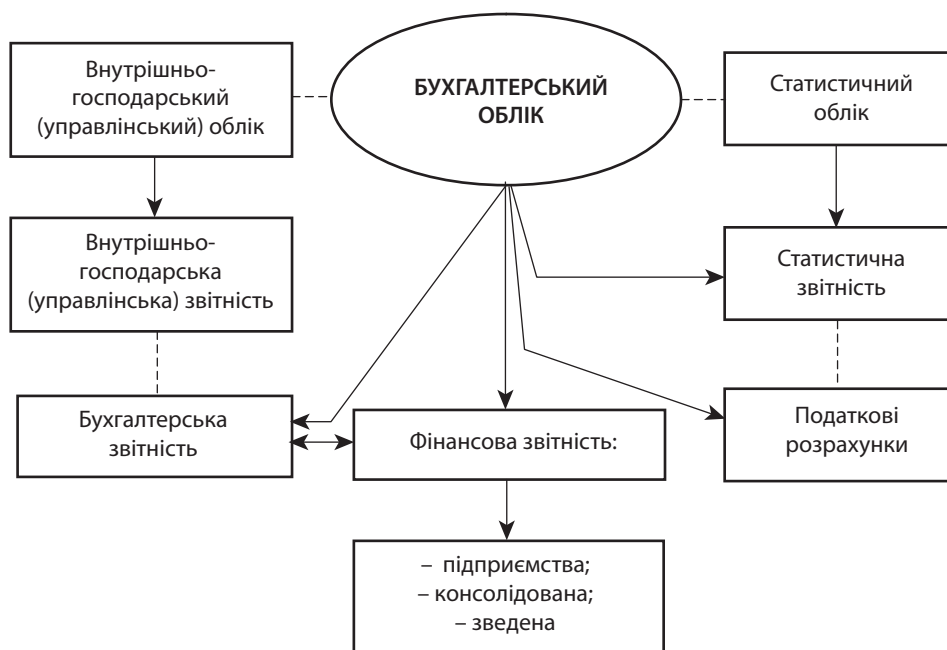 Внутрішньо-
господарський
(управлінський) облік
БУХГАЛТЕРСЬКИЙ
ОБЛІК
Статистичний
облік
Внутрішньо-
господарська
(управлінська) звітність
Статистична
звітність
Бухгалтерська
звітність
Фінансова звітність:
Податкові
розрахунки
– підприємства;
– консолідована;
– зведена